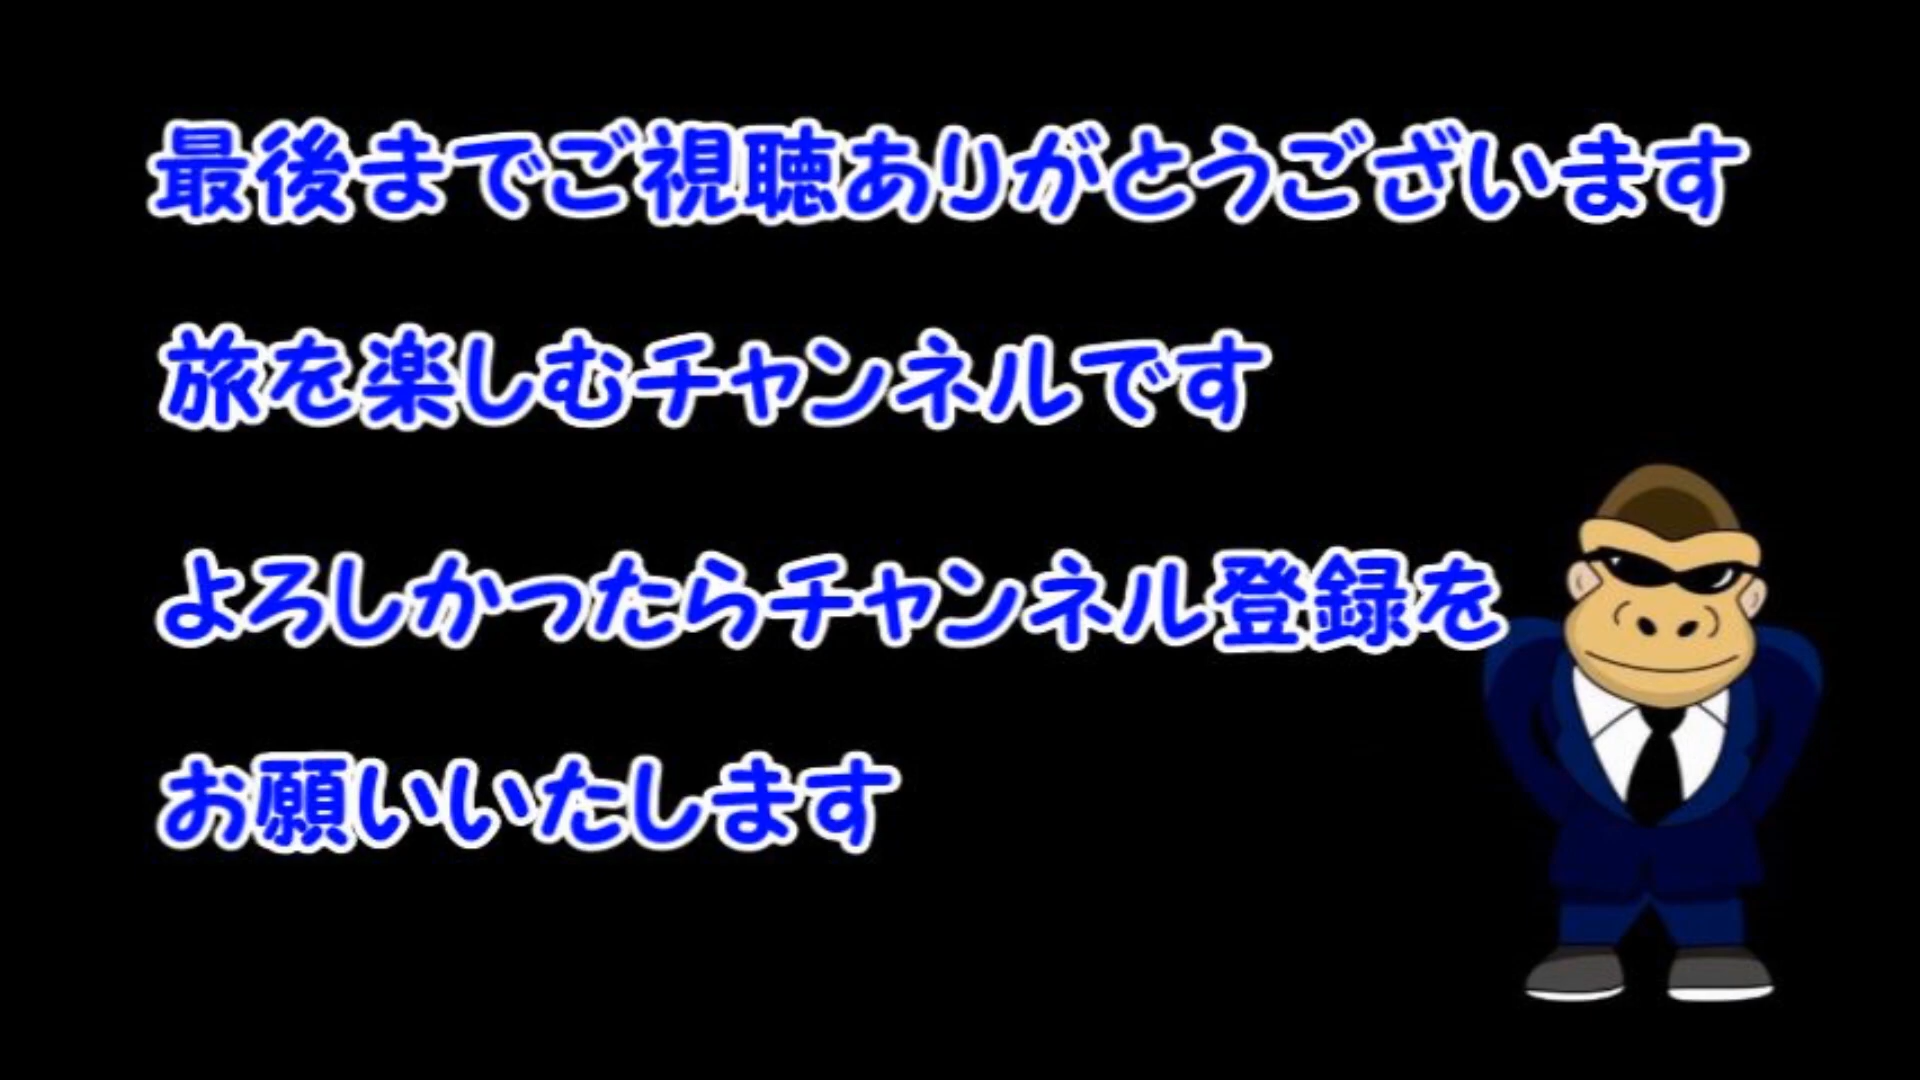 最後までご視聴ありがとうございます
旅を楽しむチャンネルです
よろしかったらチャンネル登録を
お願いいたします